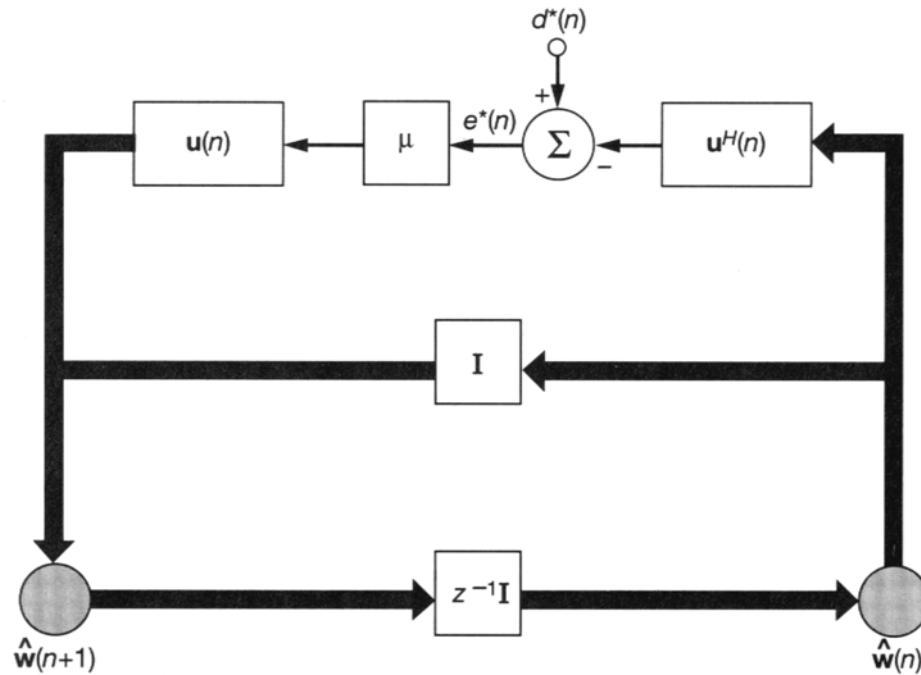 d*(n)
+
e*(n)
u(n)
μ
Σ
−
u^H(n)
I
z⁻¹I
ŵ(n+1)
ŵ(n)